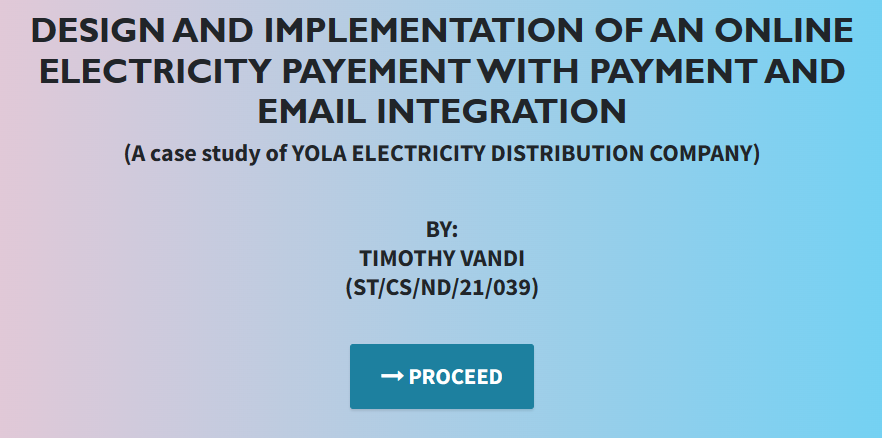 DESIGN AND IMPLEMENTATION OF AN ONLINE
ELECTRICITY PAYEMENT WITH PAYMENT AND
EMAIL INTEGRATION
(A case study of YOLA ELECTRICITY DISTRIBUTION COMPANY)
BY:
TIMOTHY VANDI
(ST/CS/ND/21/039)
PROCEED